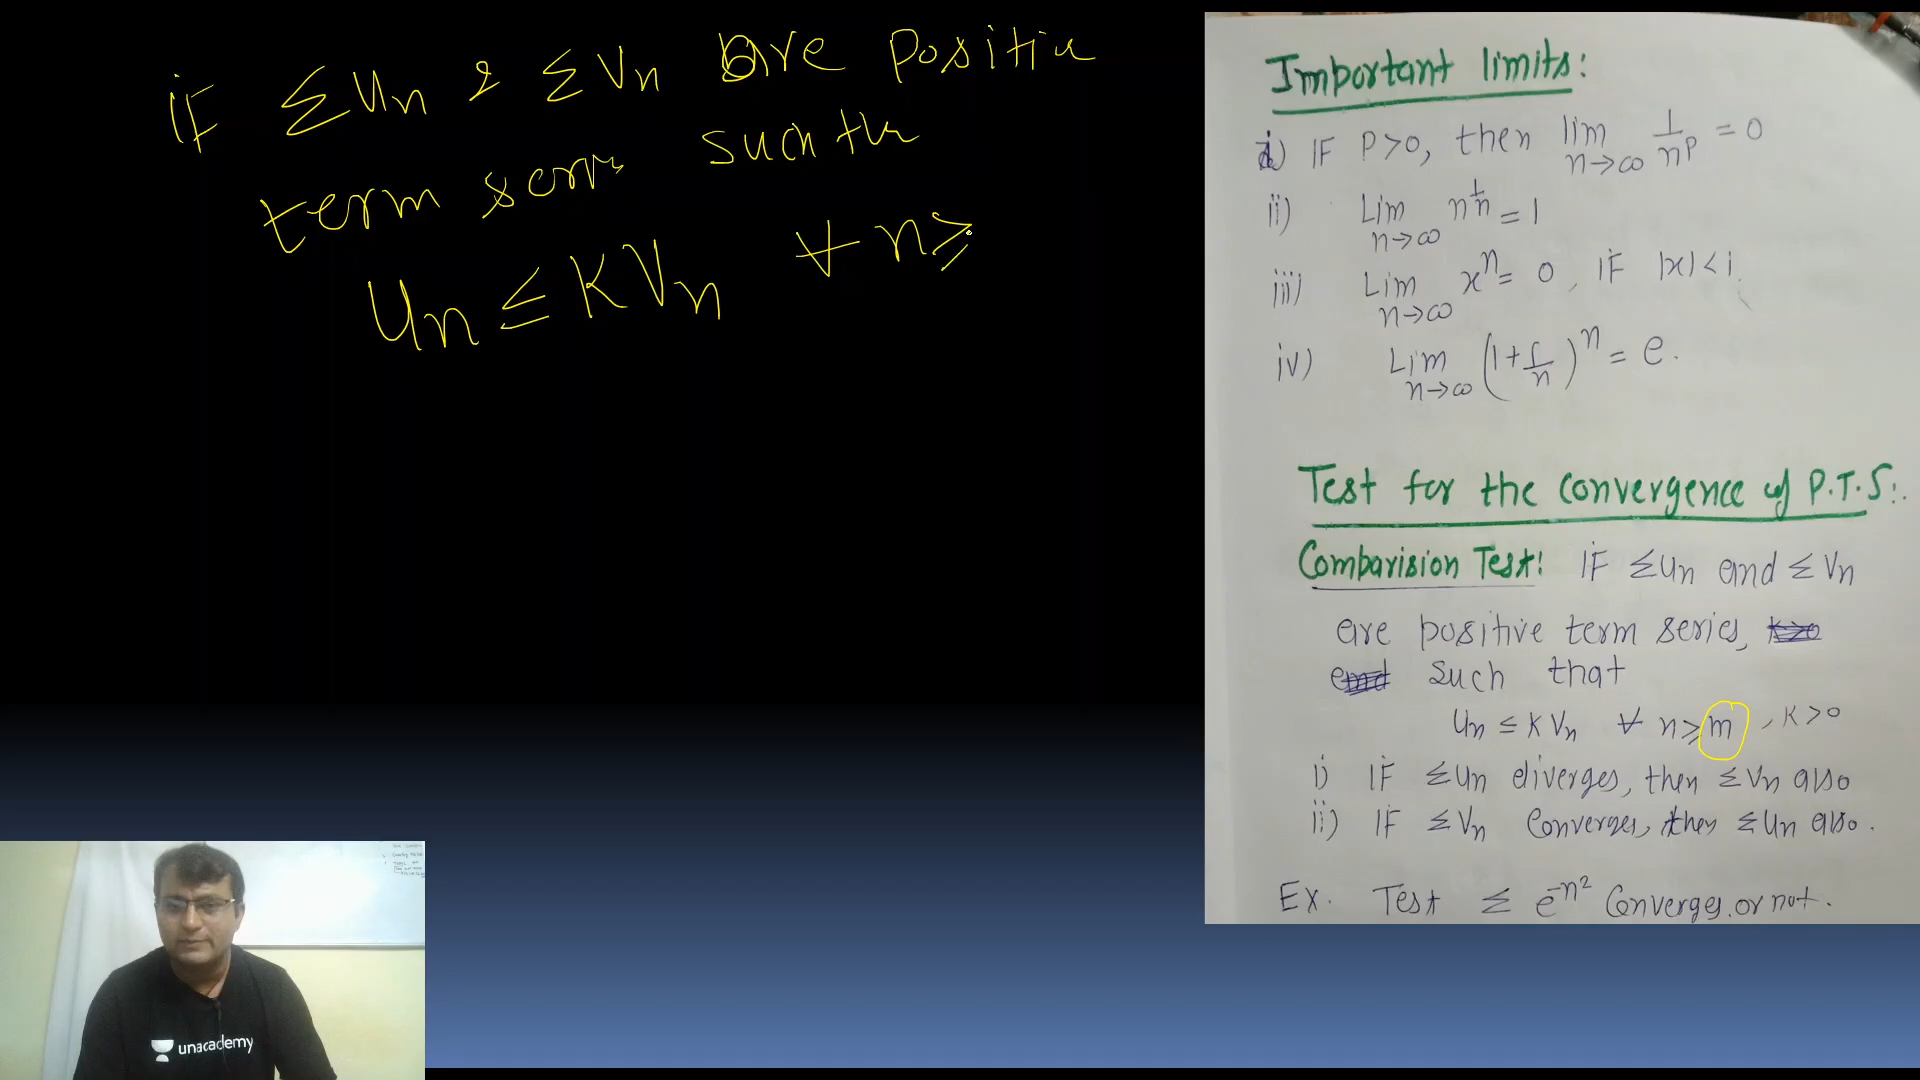 if Σun & Σvn are positiv
term seris such th
Un ≤ KVn ∀ n ≥
Important limits:
i) IF P>0, then lim n→∞ 1/n^p = 0
ii) Lim n→∞ n^(1/n) = 1
iii) Lim n→∞ x^n = 0, if |x|<1
iv) Lim n→∞ (1+1/n)^n = e.
Test for the convergence of P.T.S:.
Combarision Test: IF Σun and ΣVn
are positive term series,
such that
Un ≤ K Vn ∀ n ≥ m, K>0
i) IF Σun diverges, then Σvn also
ii) IF ΣVn Converges, then ΣUn also.
Ex. Test Σ e^-n² Converges or not.
unacademy